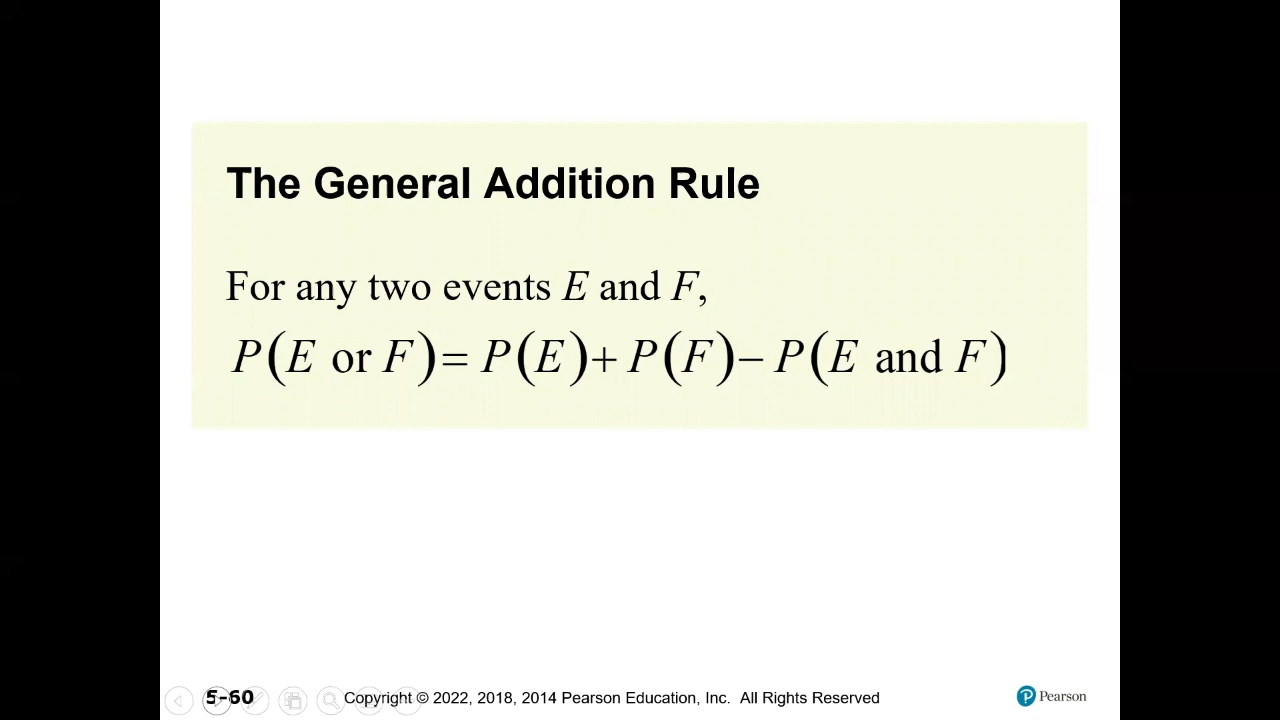 The General Addition Rule
For any two events E and F,
P(E or F) = P(E) + P(F) − P(E and F)
5-60
Copyright © 2022, 2018, 2014 Pearson Education, Inc. All Rights Reserved
P Pearson